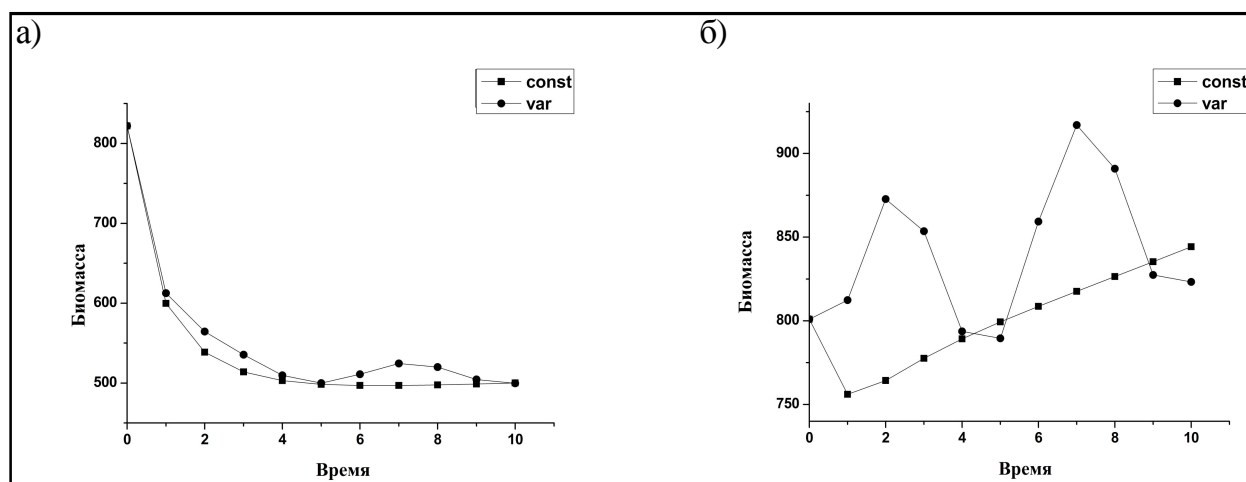 а)
const
var
800
700
600
500
0
2
4
6
8
10
Биомасса
Время
б)
const
var
900
850
800
750
0
2
4
6
8
10
Биомасса
Время